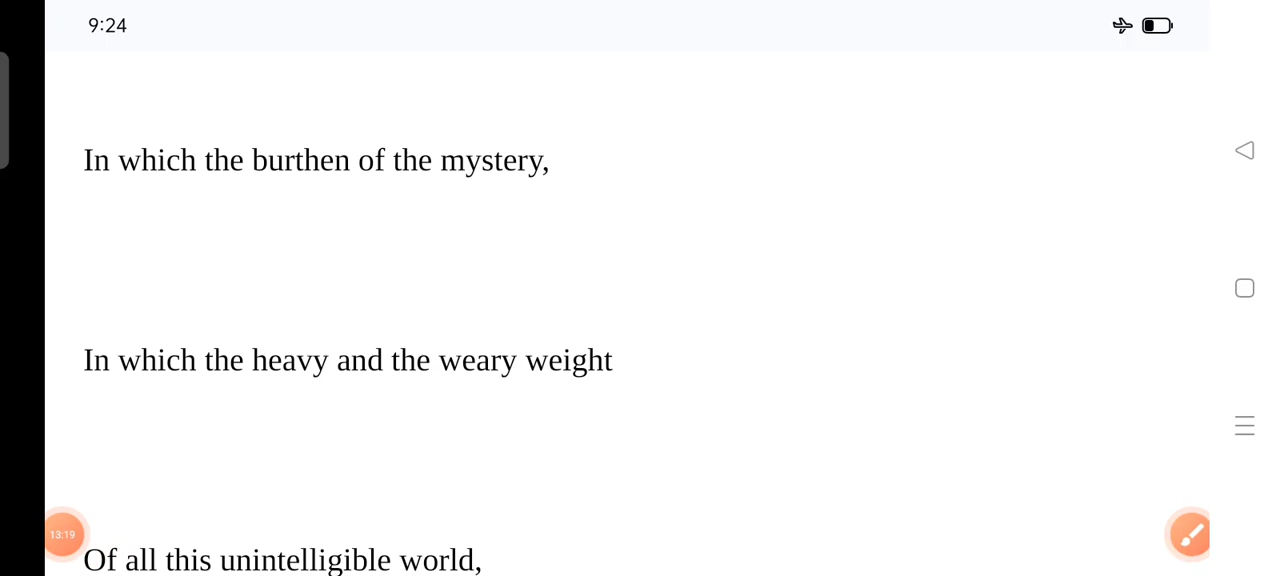 9:24
In which the burthen of the mystery,
In which the heavy and the weary weight
13:19
Of all this unintelligible world,